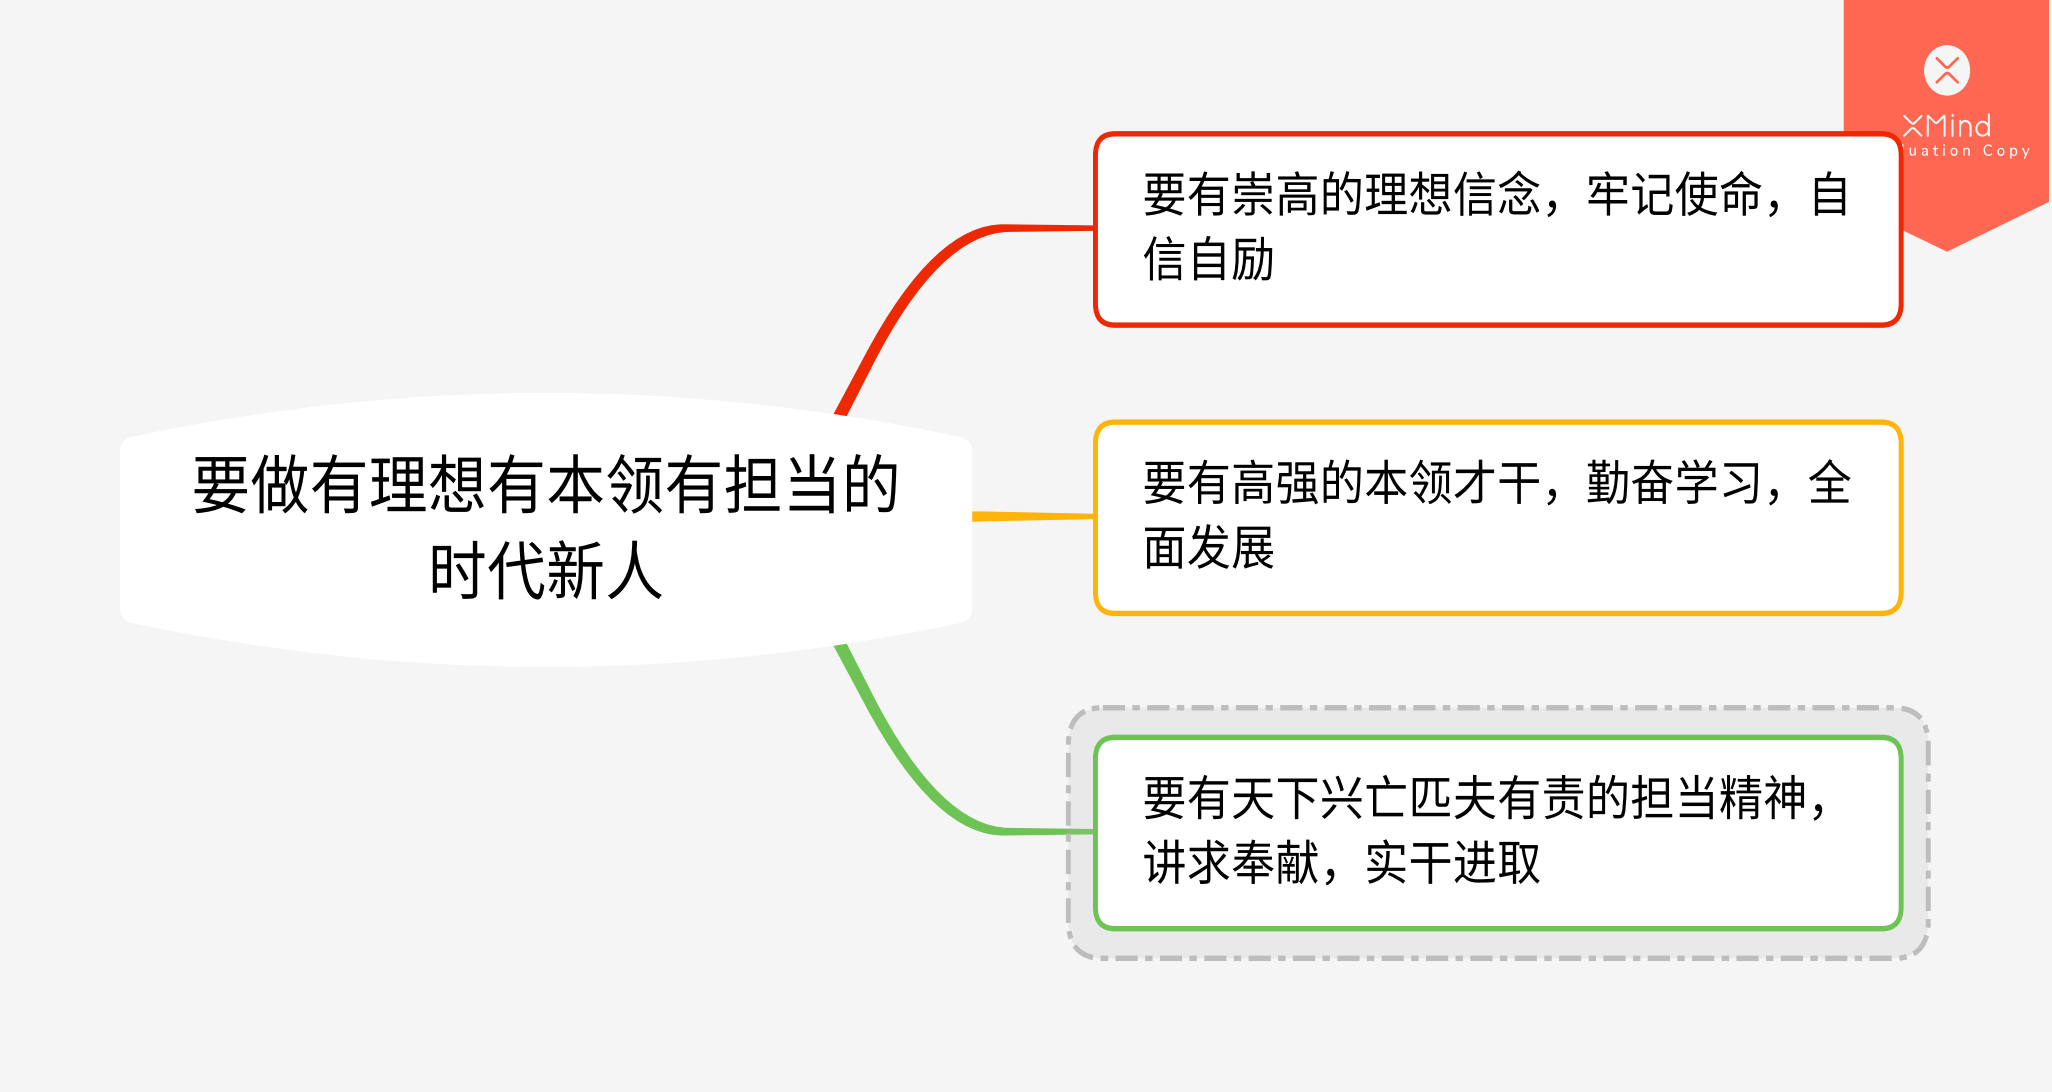 XMind
uation Copy
要有崇高的理想信念，牢记使命，自
信自励
要做有理想有本领有担当的
时代新人
要有高强的本领才干，勤奋学习，全
面发展
要有天下兴亡匹夫有责的担当精神，
讲求奉献，实干进取